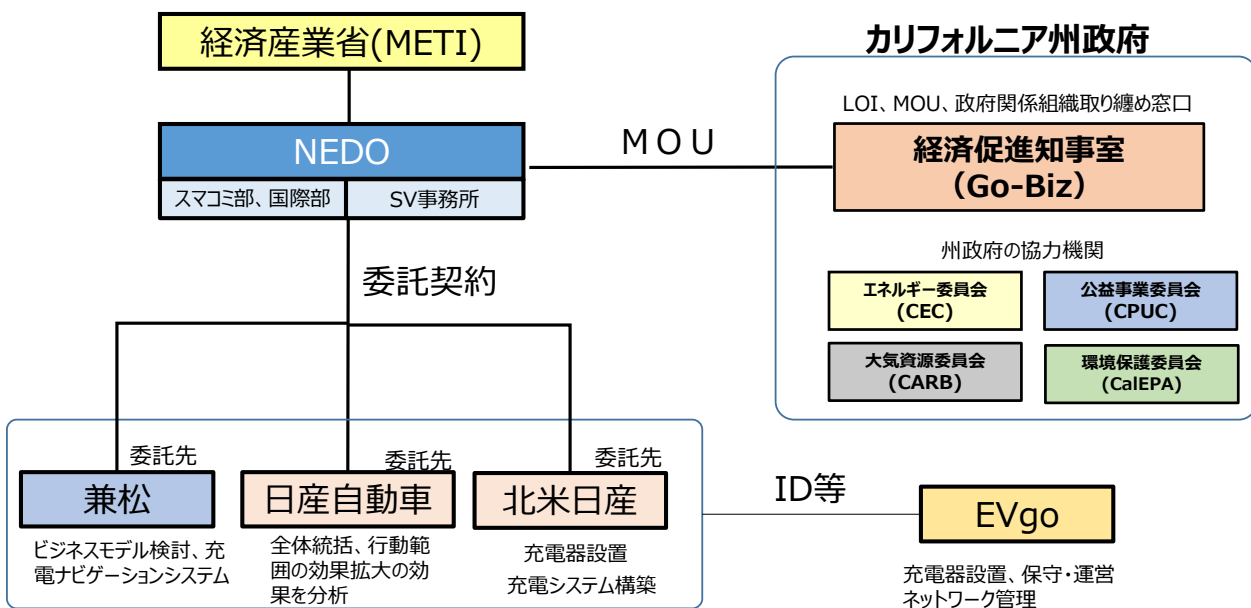 経済産業省(METI)
NEDO
スマコミ部、国際部
SV事務所
MOU
カリフォルニア州政府
LOI、MOU、政府関係組織取り纏め窓口
経済促進知事室
(Go-Biz)
州政府の協力機関
エネルギー委員会
(CEC)
公益事業委員会
(CPUC)
大気資源委員会
(CARB)
環境保護委員会
(CalEPA)
委託契約
委託先
兼松
ビジネスモデル検討、充
電ナビゲーションシステム
委託先
日産自動車
全体統括、行動範
囲の効果拡大の効
果を分析
委託先
北米日産
充電器設置
充電システム構築
ID等
EVgo
充電器設置、保守・運営
ネットワーク管理